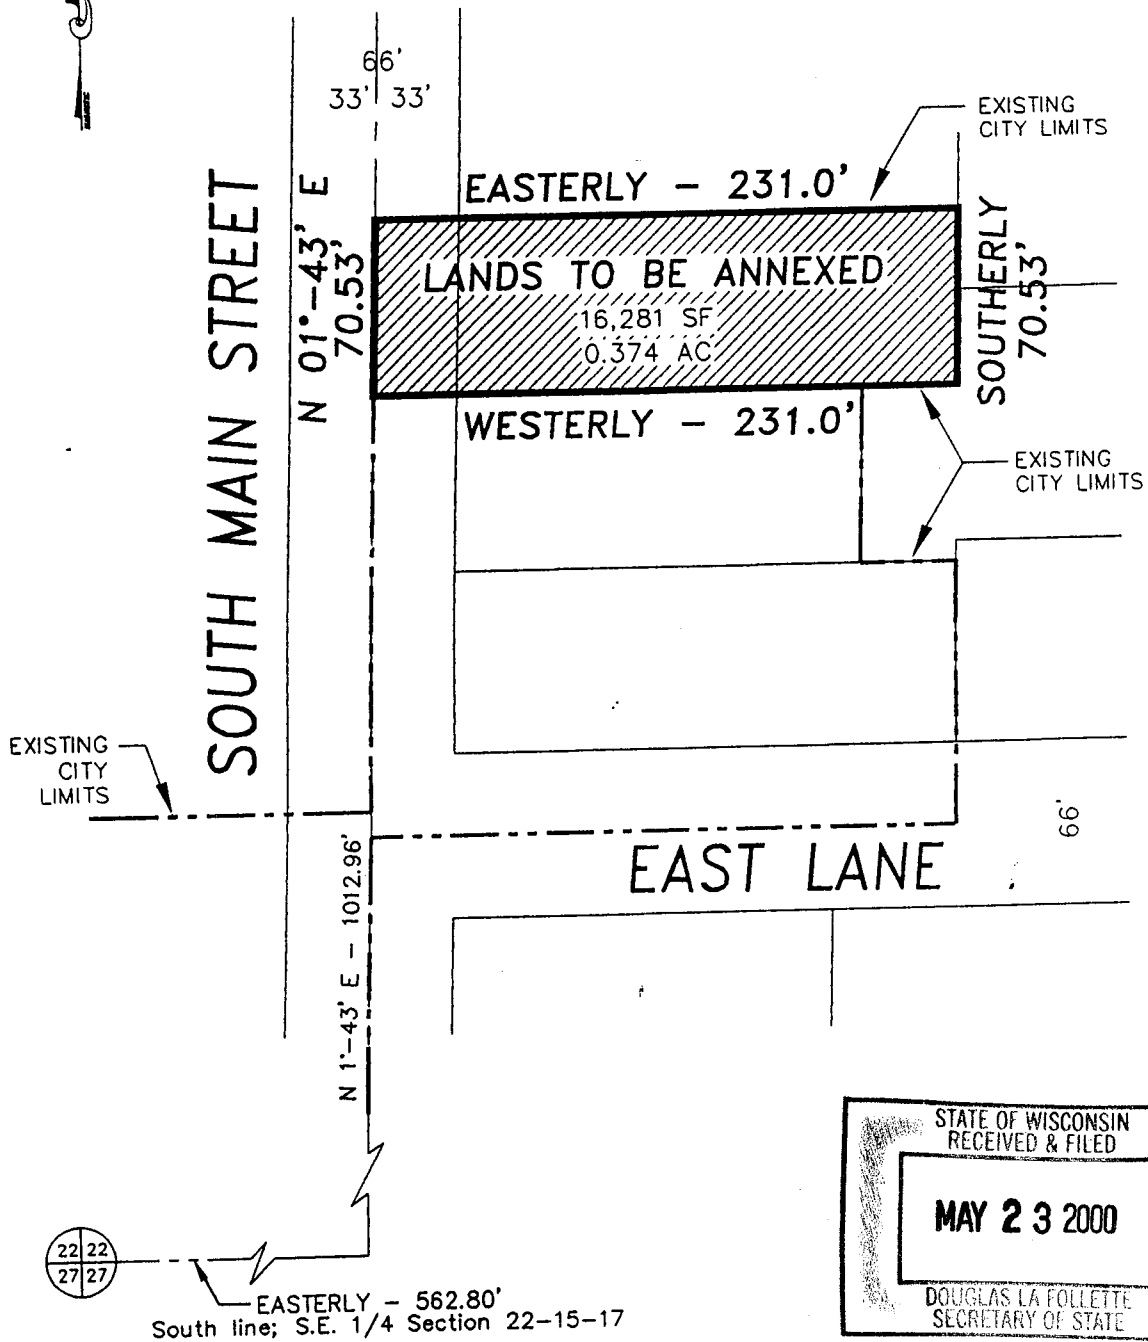 66'
33' 33'
EXISTING
CITY LIMITS
EASTERLY - 231.0'
SOUTH MAIN STREET
N 01°-43' E
70.53'
LANDS TO BE ANNEXED
16,281 SF
0.374 AC
SOUTHERLY
70.53'
WESTERLY - 231.0'
EXISTING
CITY LIMITS
EXISTING
CITY
LIMITS
66'
EAST LANE
N 1°-43' E - 1012.96'
STATE OF WISCONSIN
RECEIVED & FILED
MAY 23 2000
DOUGLAS LA FOLLETTE
SECRETARY OF STATE
22 22
27 27
EASTERLY - 562.80'
South line; S.E. 1/4 Section 22-15-17